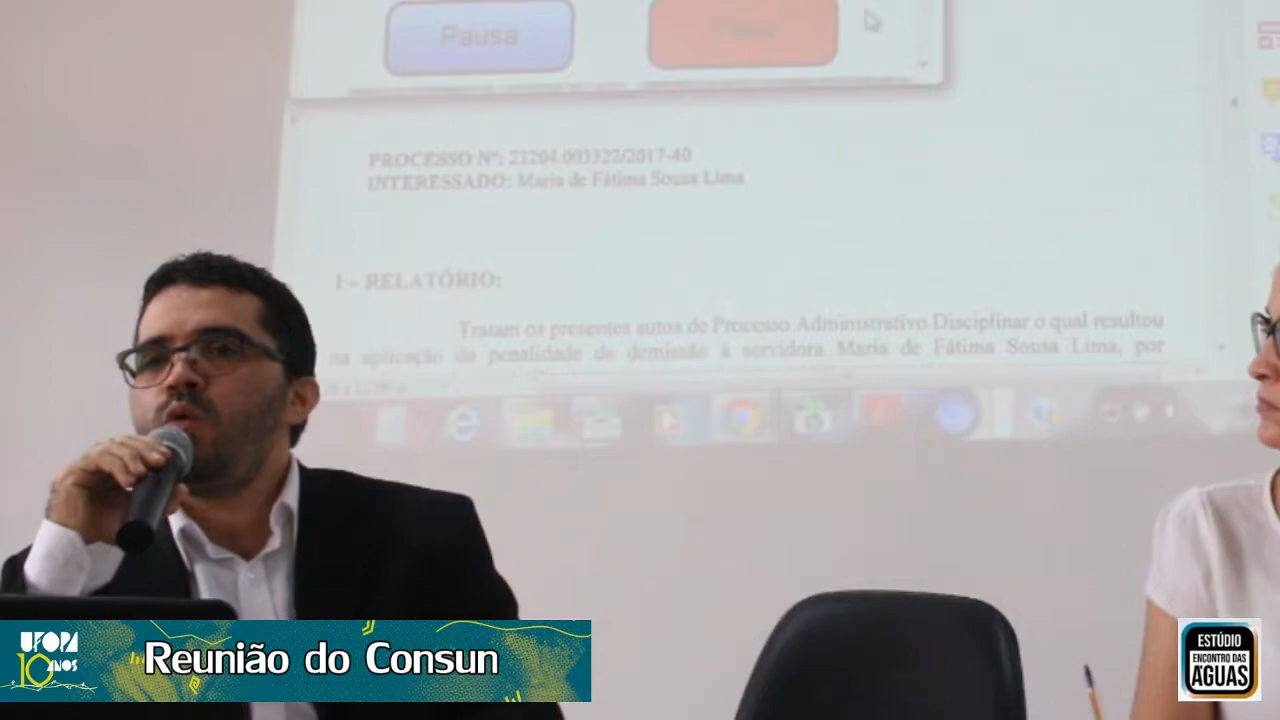 Pausa
PROCESSO Nº: 23204.003322/2017-40
INTERESSADO: Maria de Fátima Sousa Lima
I – RELATÓRIO:
Tratam os presentes autos de Processo Administrativo Disciplinar o qual resultou
na aplicação da penalidade de demissão à servidora Maria de Fátima Sousa Lima, por
UFOPA
10 ANOS
Reunião do Consun
ESTÚDIO
ENCONTRO DAS
ÁGUAS